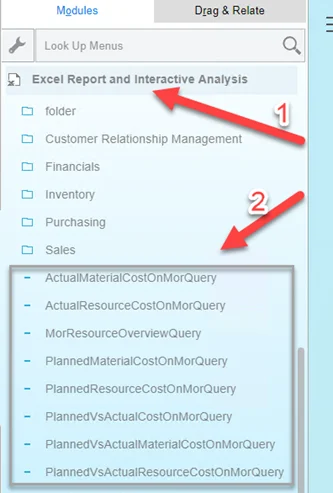 Modules
Drag & Relate
Look Up Menus
Excel Report and Interactive Analysis
1
folder
Customer Relationship Management
Financials
Inventory
2
Purchasing
Sales
ActualMaterialCostOnMorQuery
ActualResourceCostOnMorQuery
MorResourceOverviewQuery
PlannedMaterialCostOnMorQuery
PlannedResourceCostOnMorQuery
PlannedVsActualCostOnMorQuery
PlannedVsActualMaterialCostOnMorQuery
PlannedVsActualResourceCostOnMorQuery